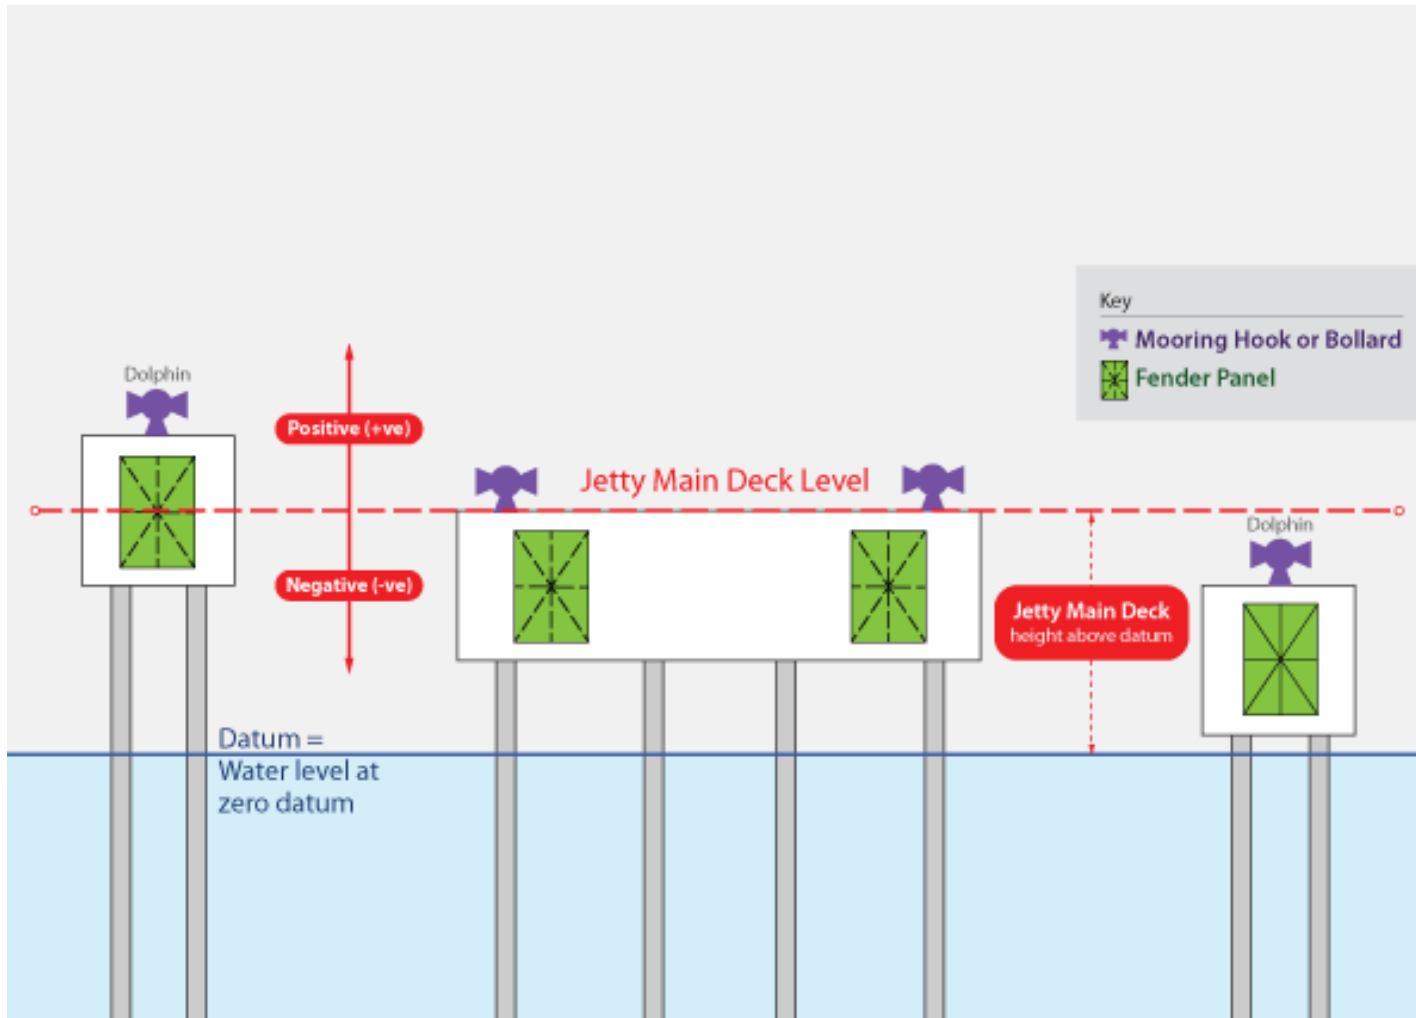 Key
Mooring Hook or Bollard
Fender Panel
Dolphin
Positive (+ve)
Jetty Main Deck Level
Dolphin
Negative (-ve)
Jetty Main Deck
height above datum
Datum =
Water level at
zero datum